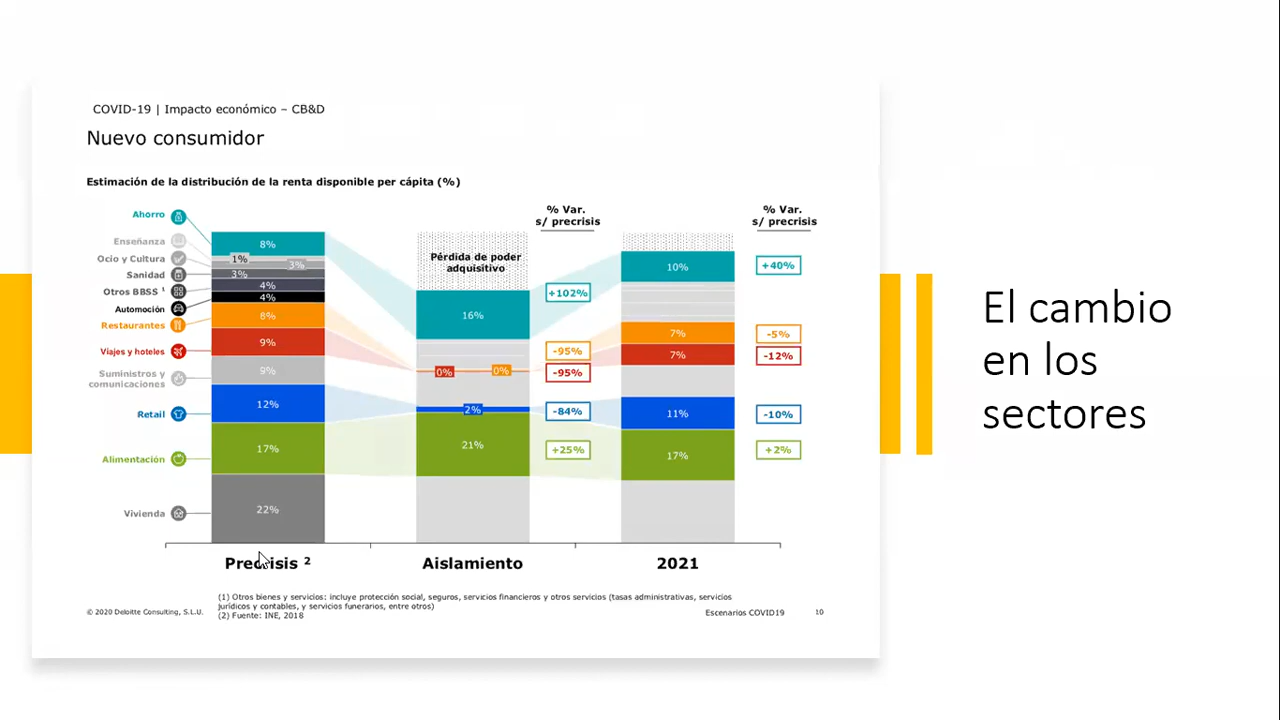 COVID-19 | Impacto económico – CB&D
Nuevo consumidor
Estimación de la distribución de la renta disponible per cápita (%)
Ahorro
Enseñanza
Ocio y Cultura
Sanidad
Otros BBSS ¹
Automoción
Restaurantes
Viajes y hoteles
Suministros y
comunicaciones
Retail
Alimentación
Vivienda
8%
1%
3%
3%
4%
4%
8%
9%
9%
12%
17%
22%
Precrisis ²
Pérdida de poder
adquisitivo
16%
0%
0%
2%
21%
Aislamiento
% Var.
s/ precrisis
+102%
-95%
-95%
-84%
+25%
10%
7%
7%
11%
17%
2021
% Var.
s/ precrisis
+40%
-5%
-12%
-10%
+2%
© 2020 Deloitte Consulting, S.L.U.
(1) Otros bienes y servicios: incluye protección social, seguros, servicios financieros y otros servicios (tasas administrativas, servicios
jurídicos y contables, y servicios funerarios, entre otros)
(2) Fuente: INE, 2018
Escenarios COVID19
10
El cambio
en los
sectores